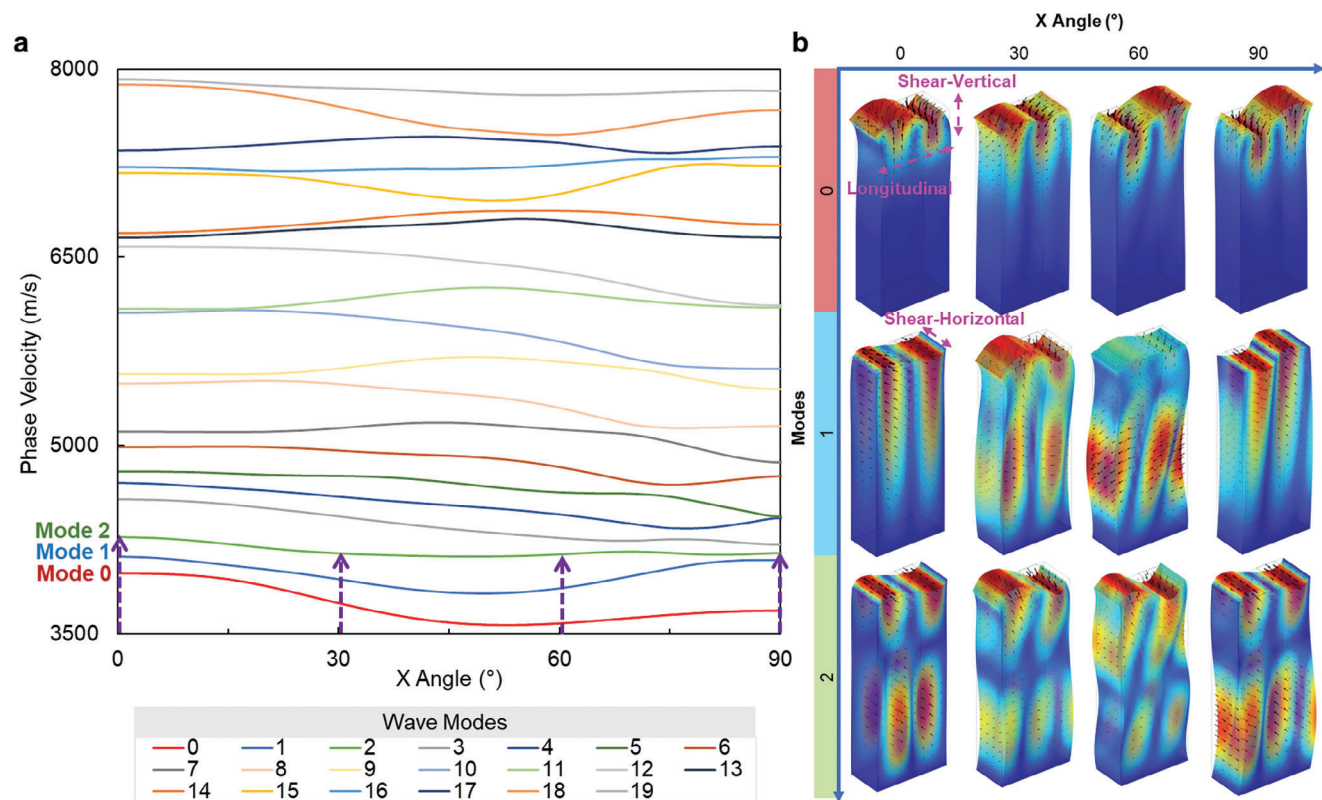 a
8000
6500
5000
3500
Phase Velocity (m/s)
Mode 2
Mode 1
Mode 0
0
30
60
90
X Angle (°)
Wave Modes
0 1 2 3 4 5 6
7 8 9 10 11 12 13
14 15 16 17 18 19
b
X Angle (°)
0 30 60 90
Modes
0
Shear-Vertical
Longitudinal
1
Shear-Horizontal
2